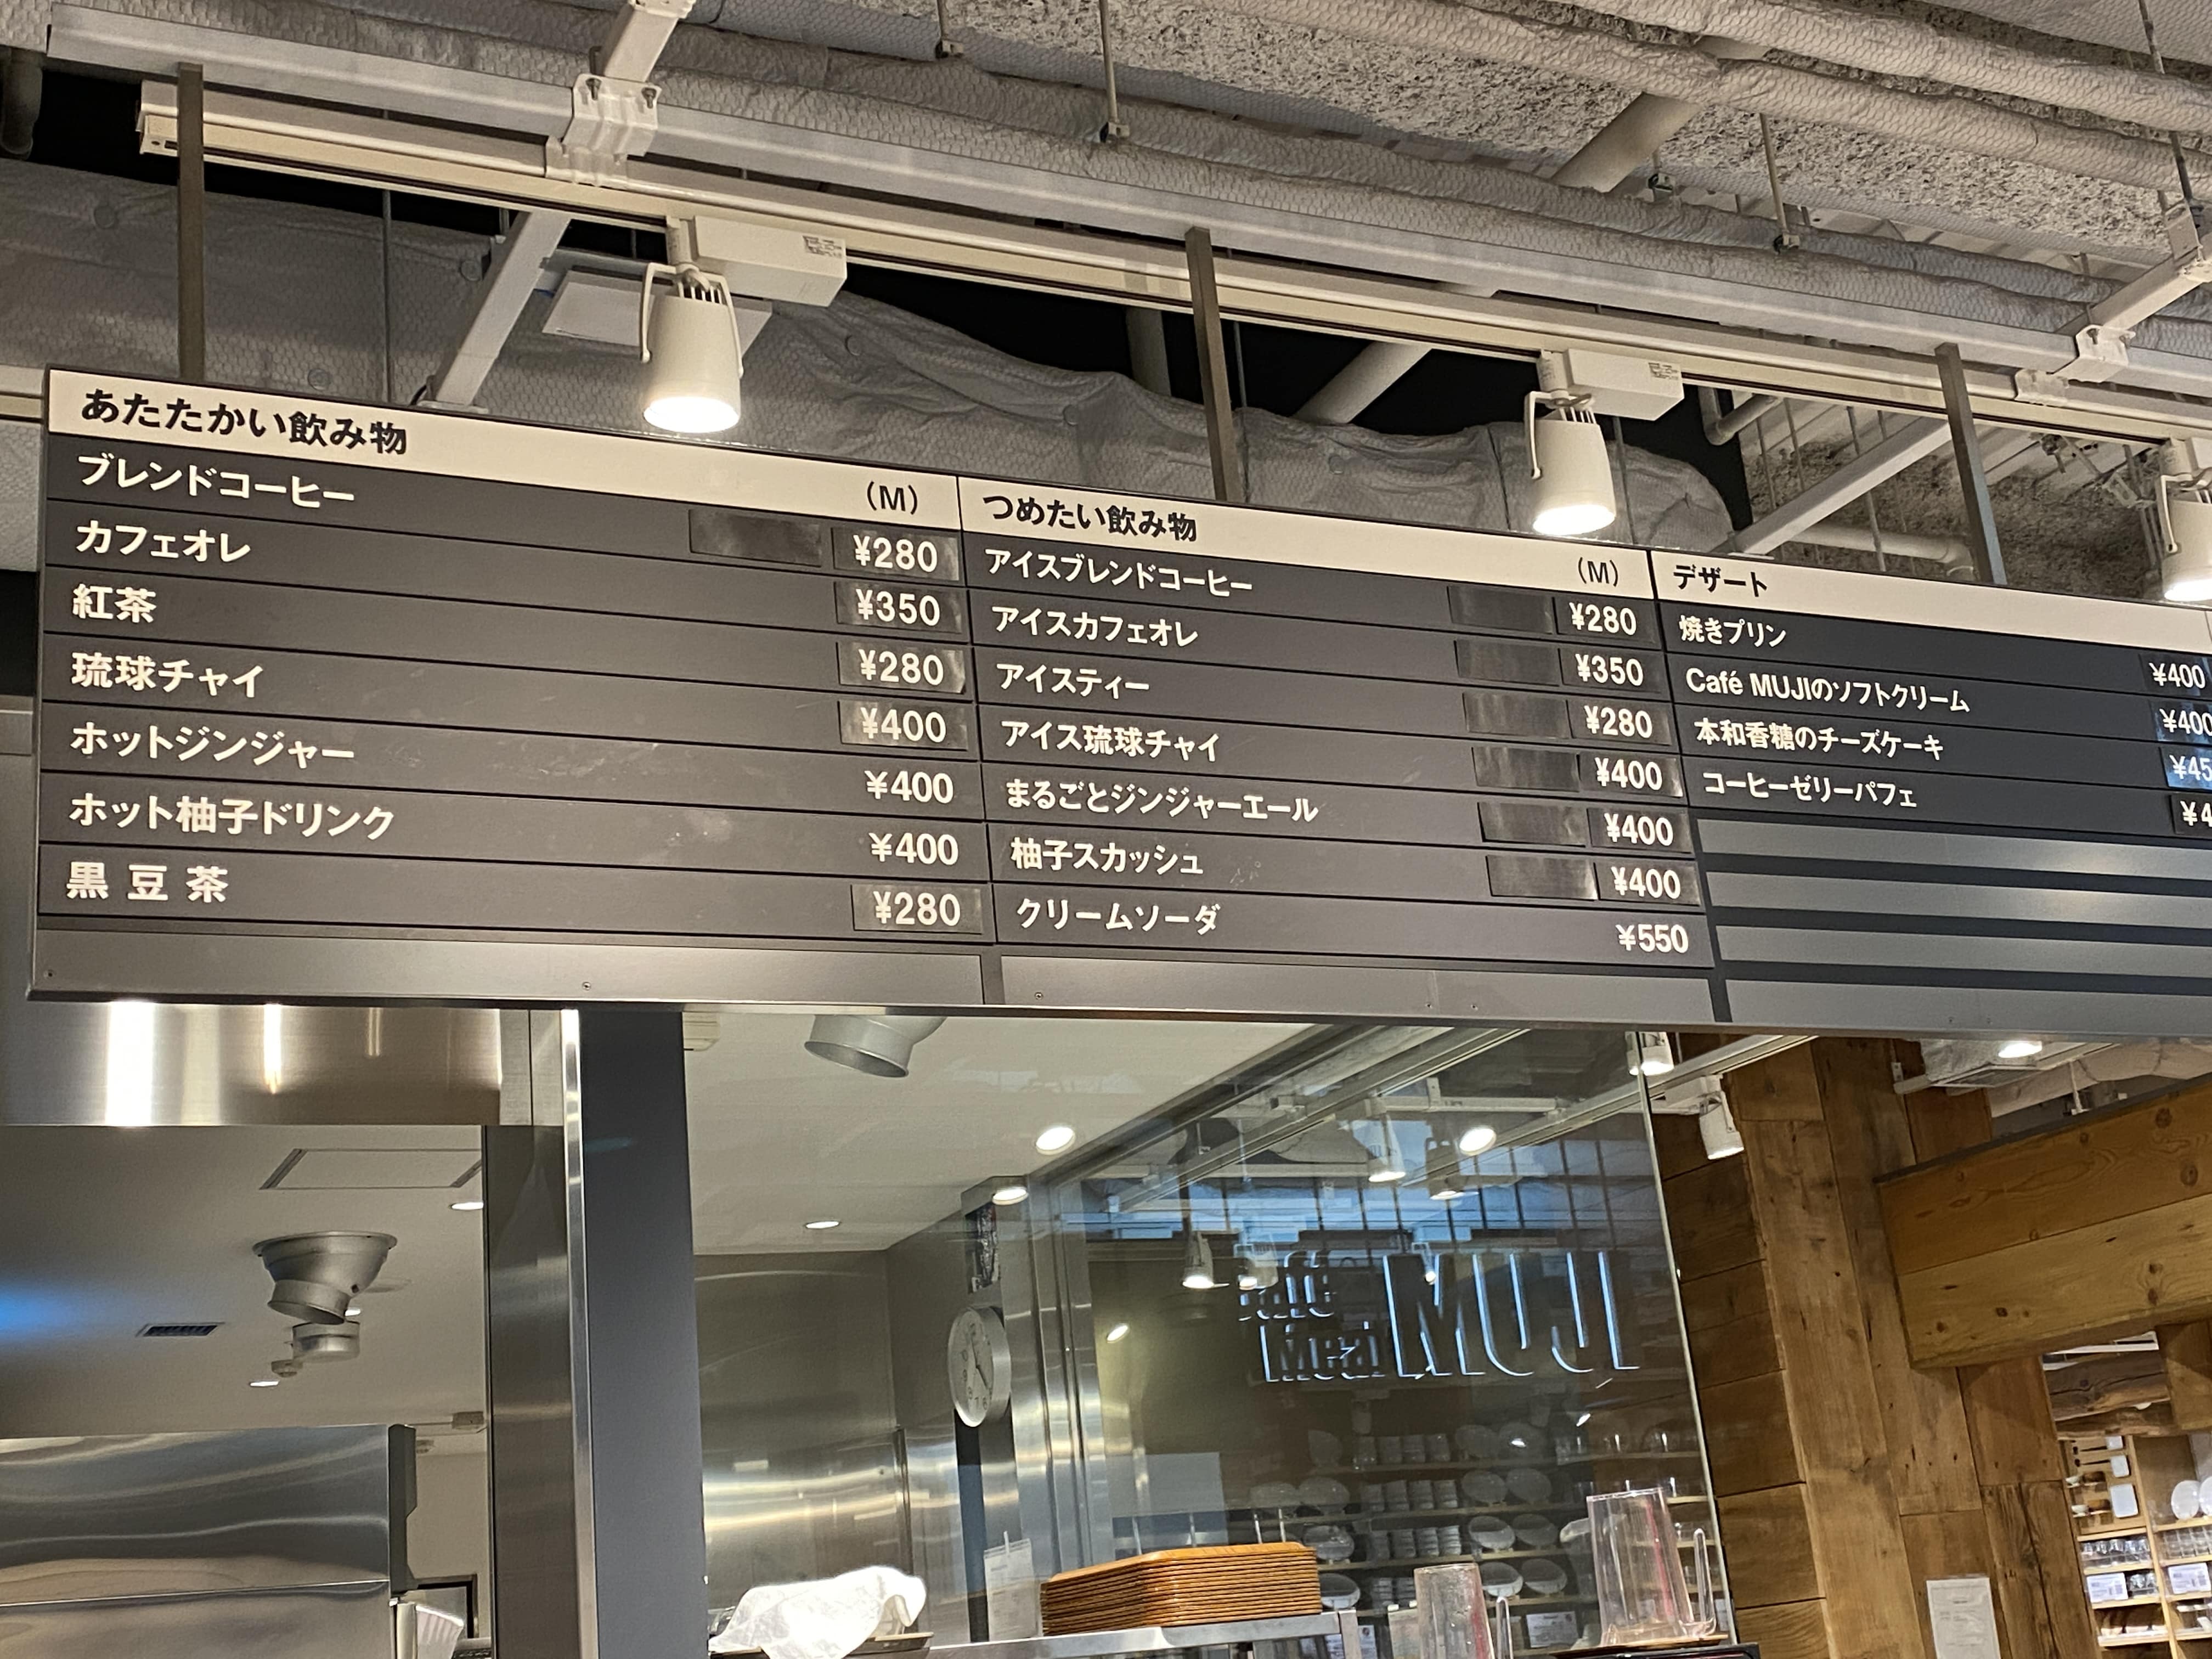 あたたかい飲み物 (M)
ブレンドコーヒー ¥280
カフェオレ ¥350
紅茶 ¥280
琉球チャイ ¥400
ホットジンジャー ¥400
ホット柚子ドリンク ¥400
黒豆茶 ¥280
つめたい飲み物 (M)
アイスブレンドコーヒー ¥280
アイスカフェオレ ¥350
アイスティー ¥280
アイス琉球チャイ ¥400
まるごとジンジャーエール ¥400
柚子スカッシュ ¥400
クリームソーダ ¥550
デザート
焼きプリン ¥400
Café MUJIのソフトクリーム ¥400
本和香糖のチーズケーキ ¥45
コーヒーゼリーパフェ ¥4
Café
Meal MUJI